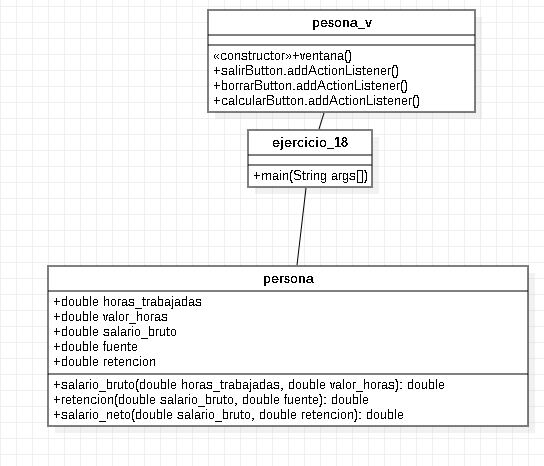 pesona_v
«constructor»+ventana()
+salirButton.addActionListener()
+borrarButton.addActionListener()
+calcularButton.addActionListener()
ejercicio_18
+main(String args[])
persona
+double horas_trabajadas
+double valor_horas
+double salario_bruto
+double fuente
+double retencion
+salario_bruto(double horas_trabajadas, double valor_horas): double
+retencion(double salario_bruto, double fuente): double
+salario_neto(double salario_bruto, double retencion): double